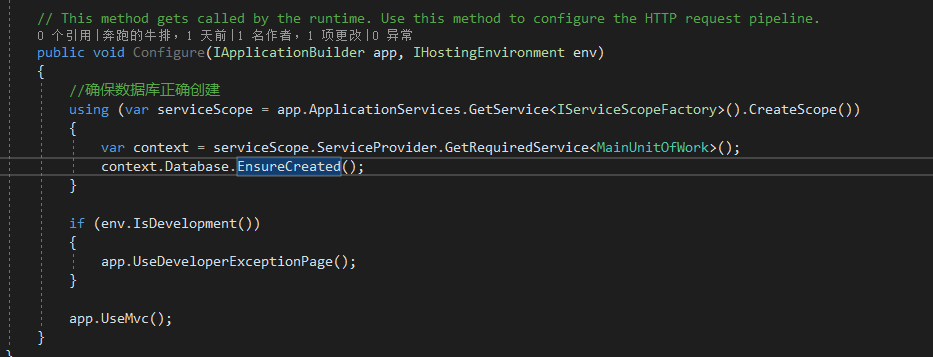 // This method gets called by the runtime. Use this method to configure the HTTP request pipeline.
0 个引用|奔跑的牛排，1 天前|1 名作者，1 项更改|0 异常
public void Configure(IApplicationBuilder app, IHostingEnvironment env)
{
//确保数据库正确创建
using (var serviceScope = app.ApplicationServices.GetService<IServiceScopeFactory>().CreateScope())
{
var context = serviceScope.ServiceProvider.GetRequiredService<MainUnitOfWork>();
context.Database.EnsureCreated();
}
if (env.IsDevelopment())
{
app.UseDeveloperExceptionPage();
}
app.UseMvc();
}
}